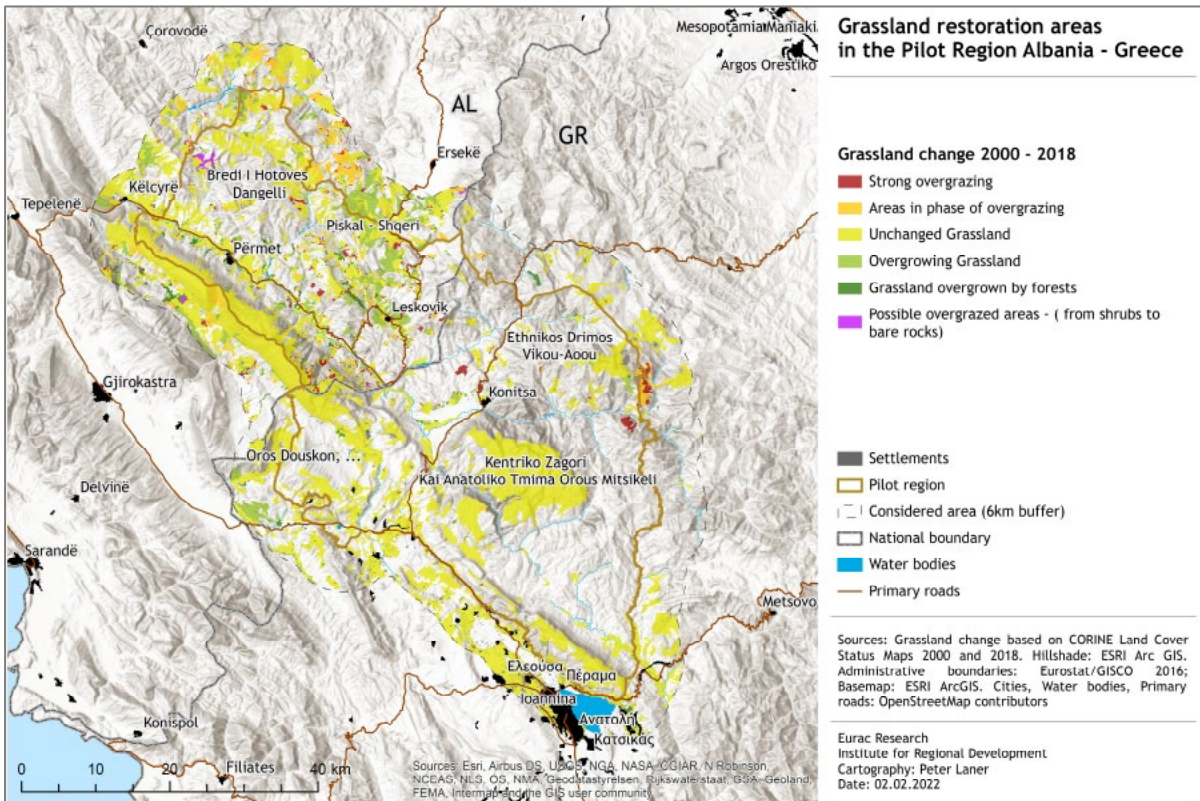 Grassland restoration areas
in the Pilot Region Albania - Greece
Grassland change 2000 - 2018
Strong overgrazing
Areas in phase of overgrazing
Unchanged Grassland
Overgrowing Grassland
Grassland overgrown by forests
Possible overgrazed areas - ( from shrubs to
bare rocks)
Settlements
Pilot region
Considered area (6km buffer)
National boundary
Water bodies
Primary roads
Sources: Grassland change based on CORINE Land Cover
Status Maps 2000 and 2018. Hillshade: ESRI Arc GIS.
Administrative boundaries: Eurostat/GISCO 2016;
Basemap: ESRI ArcGIS. Cities, Water bodies, Primary
roads: OpenStreetMap contributors
Eurac Research
Institute for Regional Development
Cartography: Peter Laner
Date: 02.02.2022
Çorovodë
Mesopotamia
Maniaki
Argos Orestiko
AL
GR
Ersekë
Bredi I Hotoves
Dangelli
Këlcyrë
Tepelenë
Piskal - Shqeri
Përmet
Leskovik
Ethnikos Drimos
Vikou-Aoou
Gjirokastra
Konitsa
Oros Douskon, ...
Kentriko Zagori
Kai Anatoliko Tmima Orous Mitsikeli
Delvinë
Sarandë
Metsovo
Ελεούσα
Πέραμα
Ioannina
Ανατολή
Κατσικάς
Konispol
Filiates
0 10 20 40 km
Sources: Esri, Airbus DS, USGS, NGA, NASA, CGIAR, N Robinson,
NCEAS, NLS, OS, NMA, Geodatastyrelsen, Rijkswaterstaat, GSA, Geoland,
FEMA, Intermap and the GIS user community